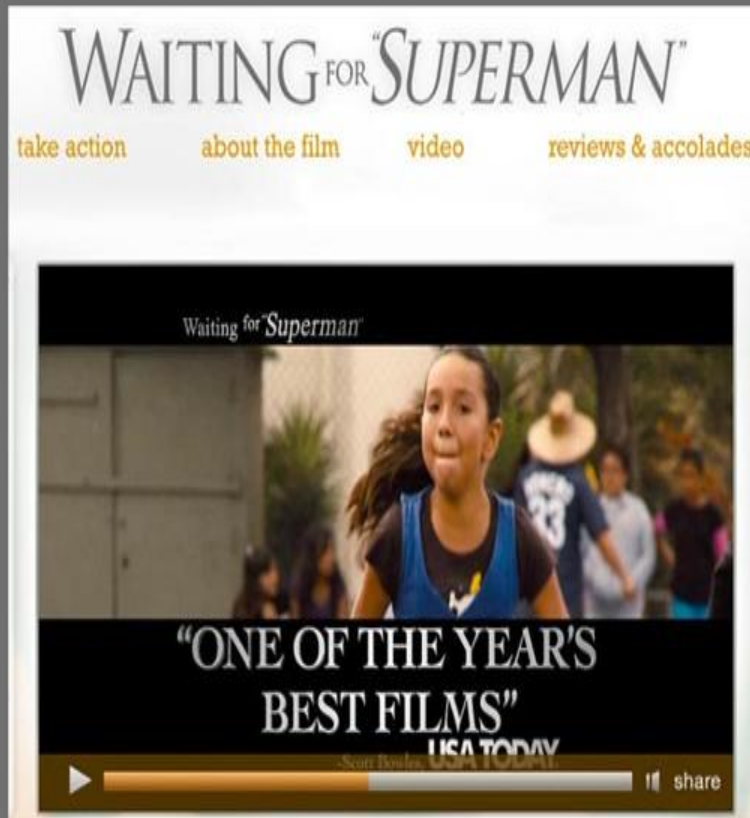 WAITING FOR "SUPERMAN"
take action about the film video reviews & accolades
Waiting for "Superman"
23
"ONE OF THE YEAR'S
BEST FILMS"
-Scott Bowles, USA TODAY
share